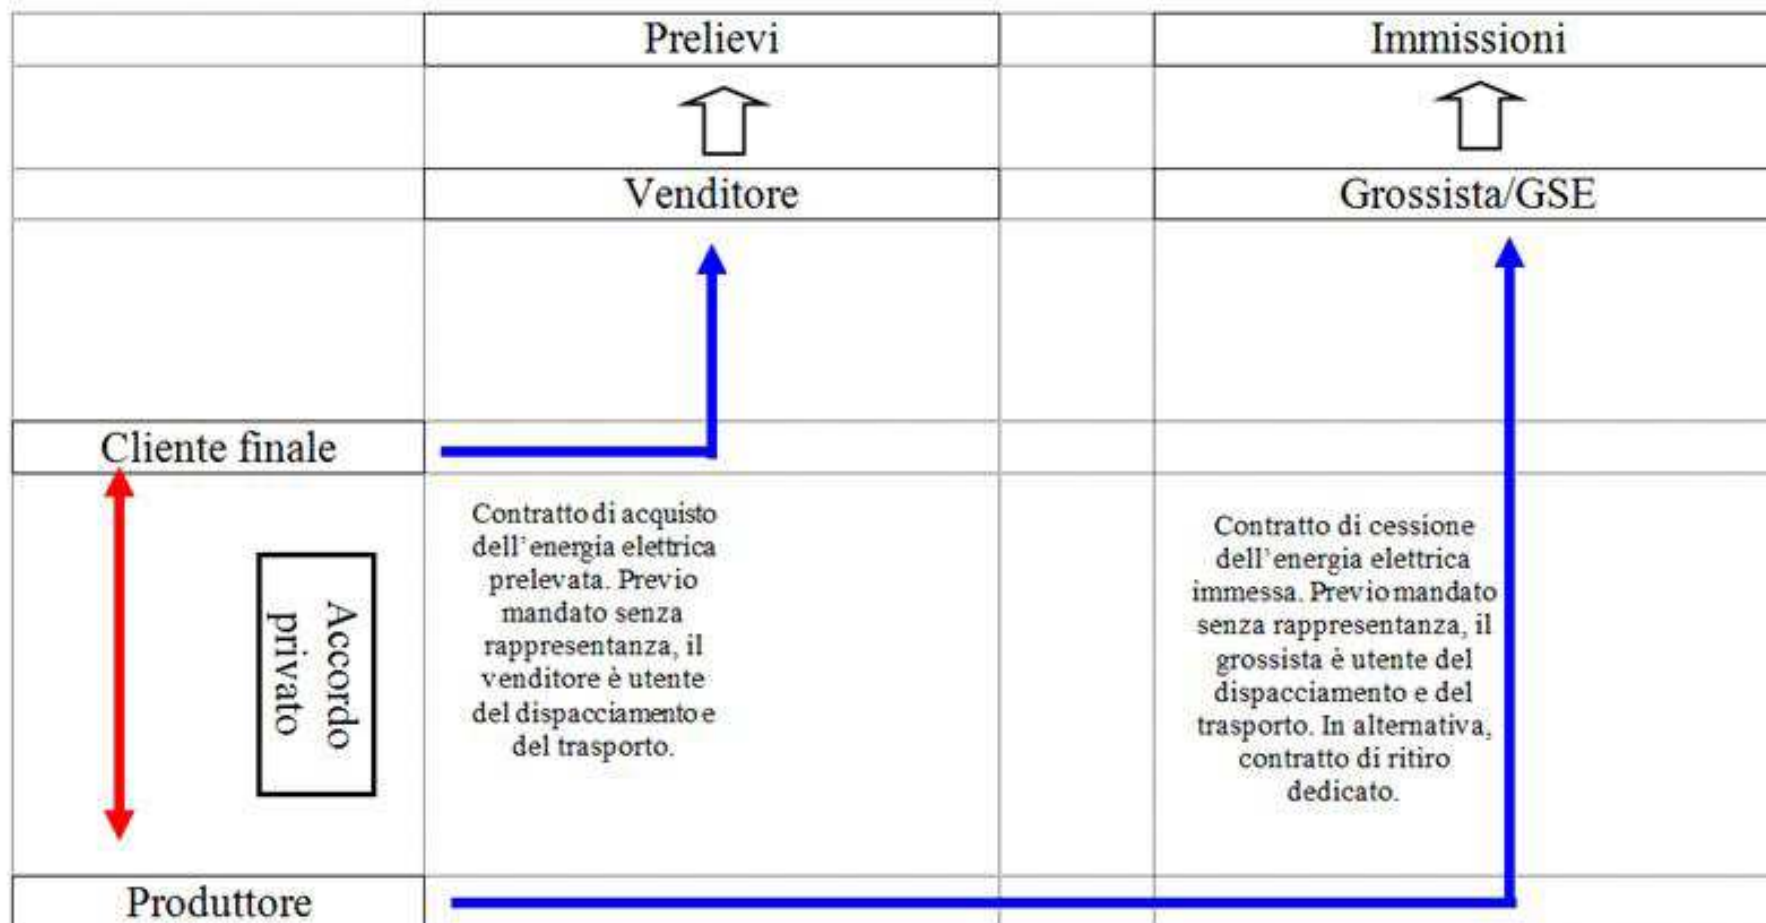 Prelievi
Immissioni
Venditore
Grossista/GSE
Cliente finale
Accordo
privato
Contratto di acquisto
dell'energia elettrica
prelevata. Previo
mandato senza
rappresentanza, il
venditore è utente
del dispacciamento e
del trasporto.
Contratto di cessione
dell'energia elettrica
immessa. Previo mandato
senza rappresentanza, il
grossista è utente del
dispacciamento e del
trasporto. In alternativa,
contratto di ritiro
dedicato.
Produttore